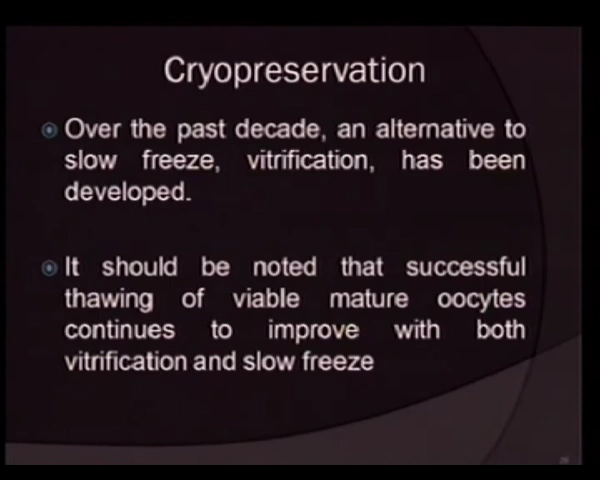 Cryopreservation
Over the past decade, an alternative to
slow freeze, vitrification, has been
developed.
It should be noted that successful
thawing of viable mature oocytes
continues to improve with both
vitrification and slow freeze